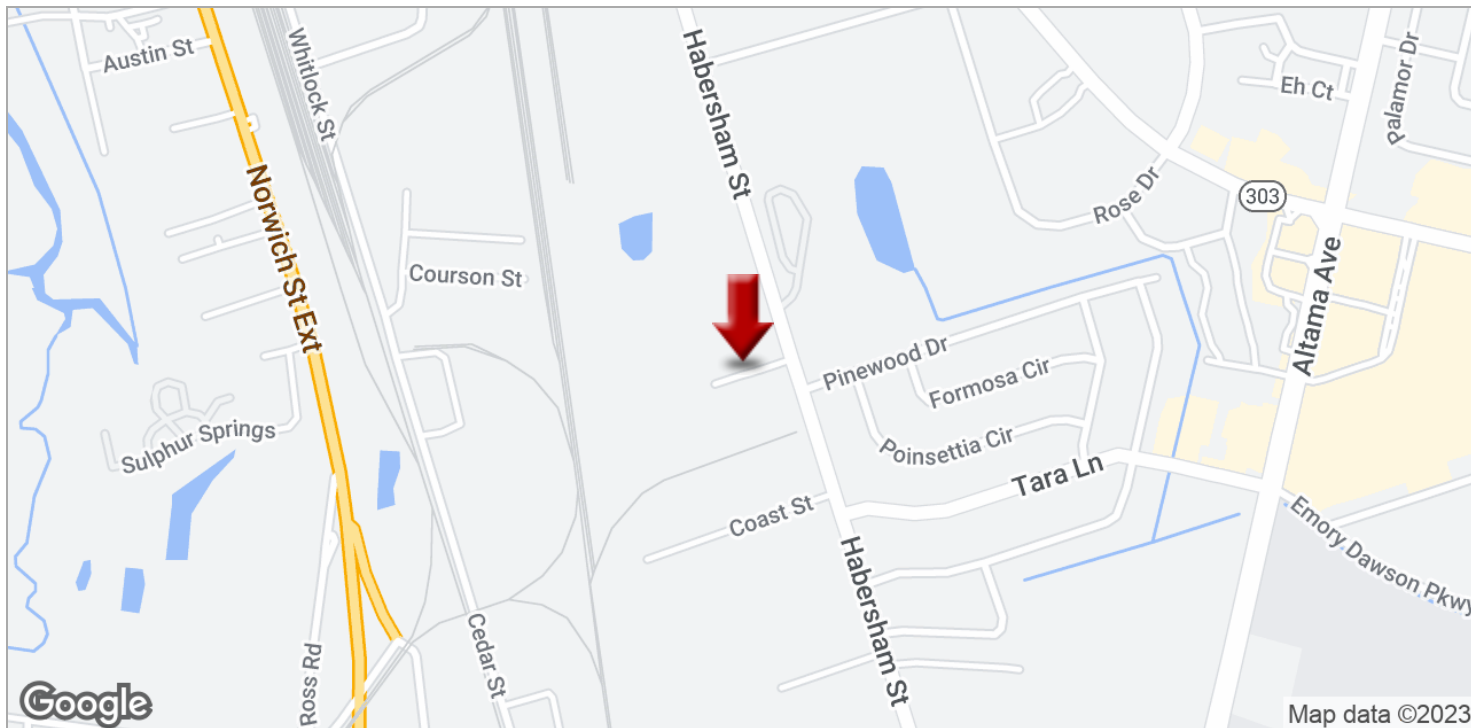 Austin St
Whitlock St
Habersham St
Palamor Dr
Eh Ct
Norwich St Ext
Rose Dr
303
Courson St
Altama Ave
Pinewood Dr
Formosa Cir
Sulphur Springs
Poinsettia Cir
Tara Ln
Coast St
Emory Dawson Pkwy
Habersham St
Cedar St
Ross Rd
Google
Map data ©2023